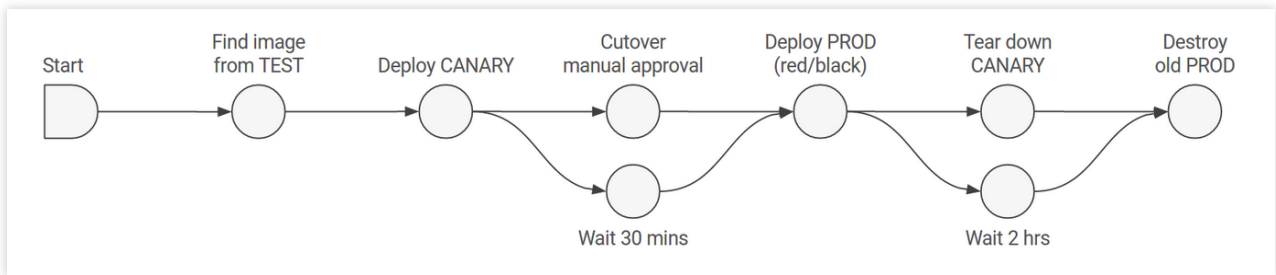 Start
Find image
from TEST
Deploy CANARY
Cutover
manual approval
Deploy PROD
(red/black)
Tear down
CANARY
Destroy
old PROD
Wait 30 mins
Wait 2 hrs